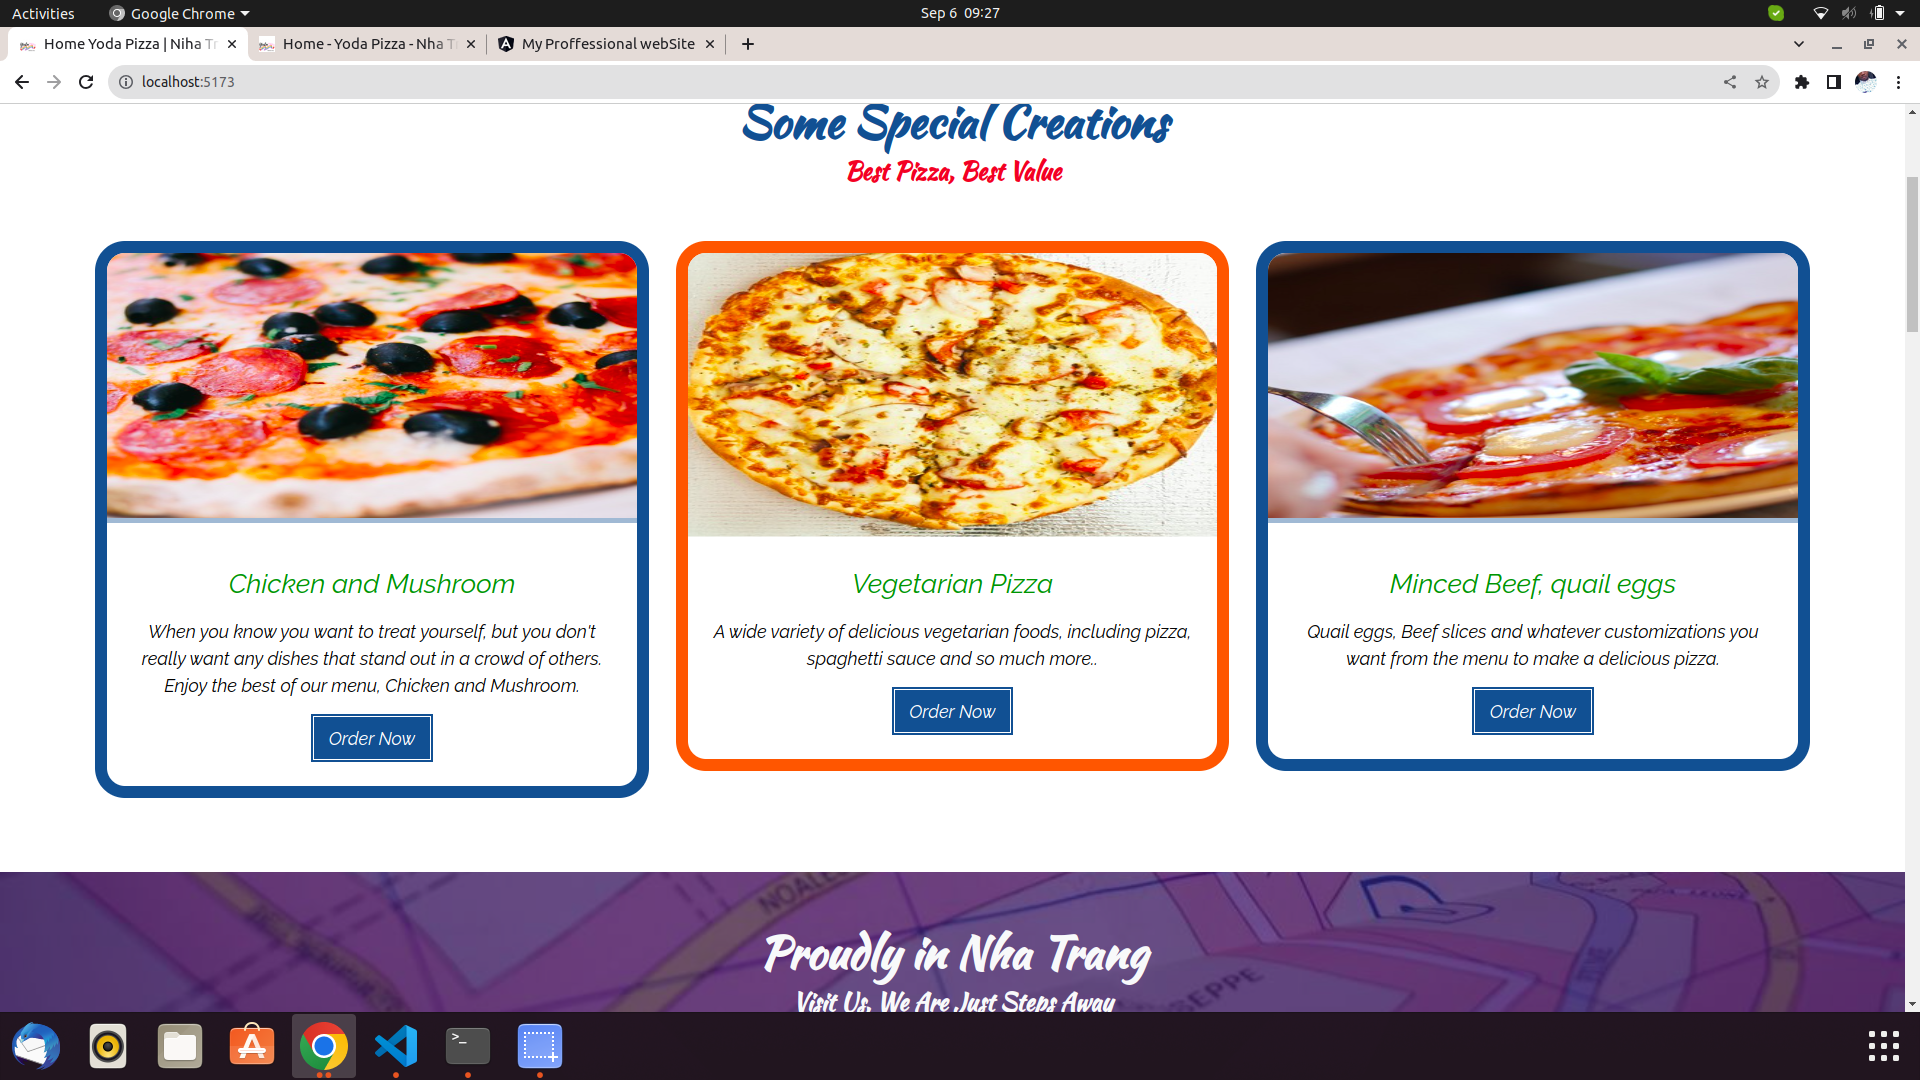 Activities
Google Chrome
Sep 6 09:27
Home Yoda Pizza | Niha Tr
Home - Yoda Pizza - Nha T
My Proffessional webSite
localhost:5173
Some Special Creations
Best Pizza, Best Value
Chicken and Mushroom
When you know you want to treat yourself, but you don't
really want any dishes that stand out in a crowd of others.
Enjoy the best of our menu, Chicken and Mushroom.
Order Now
Vegetarian Pizza
A wide variety of delicious vegetarian foods, including pizza,
spaghetti sauce and so much more..
Order Now
Minced Beef, quail eggs
Quail eggs, Beef slices and whatever customizations you
want from the menu to make a delicious pizza.
Order Now
Proudly in Nha Trang
Visit Us, We Are Just Steps Away